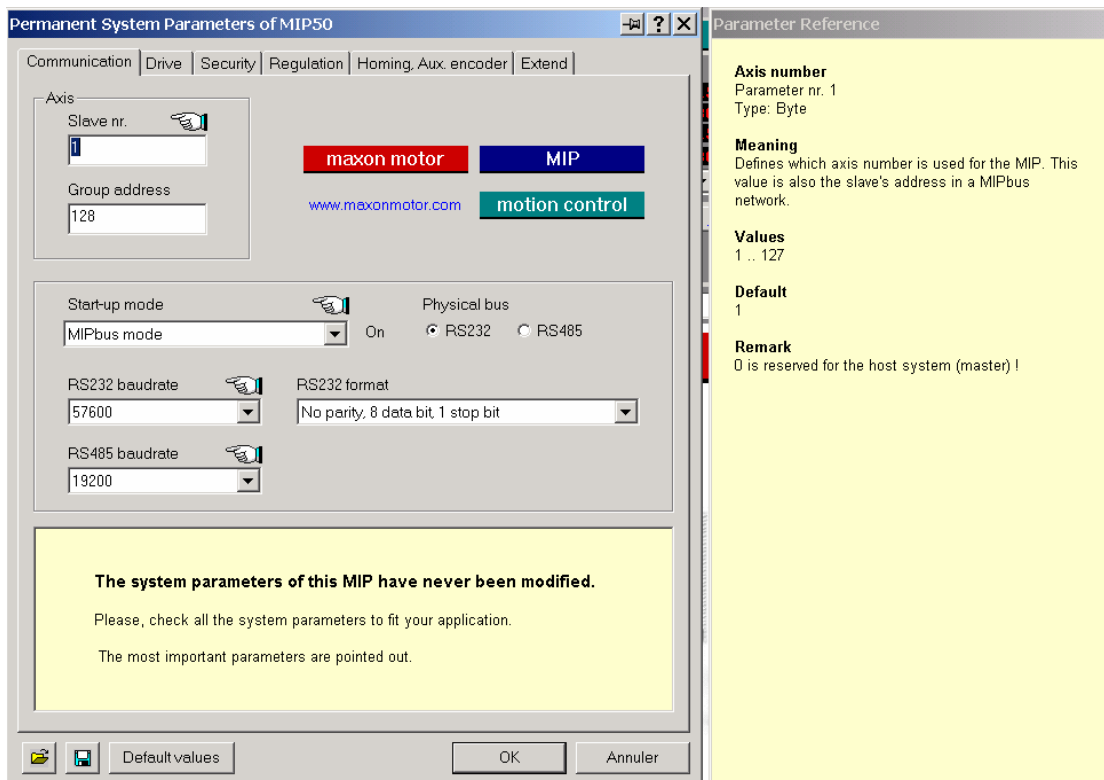 Permanent System Parameters of MIP50
Communication
Drive
Security
Regulation
Homing, Aux. encoder
Extend
Axis
Slave nr.
1
Group address
128
maxon motor
MIP
www.maxonmotor.com
motion control
Start-up mode
MIPbus mode
On
Physical bus
RS232
RS485
RS232 baudrate
57600
RS232 format
No parity, 8 data bit, 1 stop bit
RS485 baudrate
19200
The system parameters of this MIP have never been modified.
Please, check all the system parameters to fit your application.
The most important parameters are pointed out.
Default values
OK
Annuler
Parameter Reference
Axis number
Parameter nr. 1
Type: Byte
Meaning
Defines which axis number is used for the MIP. This
value is also the slave's address in a MIPbus
network.
Values
1 .. 127
Default
1
Remark
0 is reserved for the host system (master) !